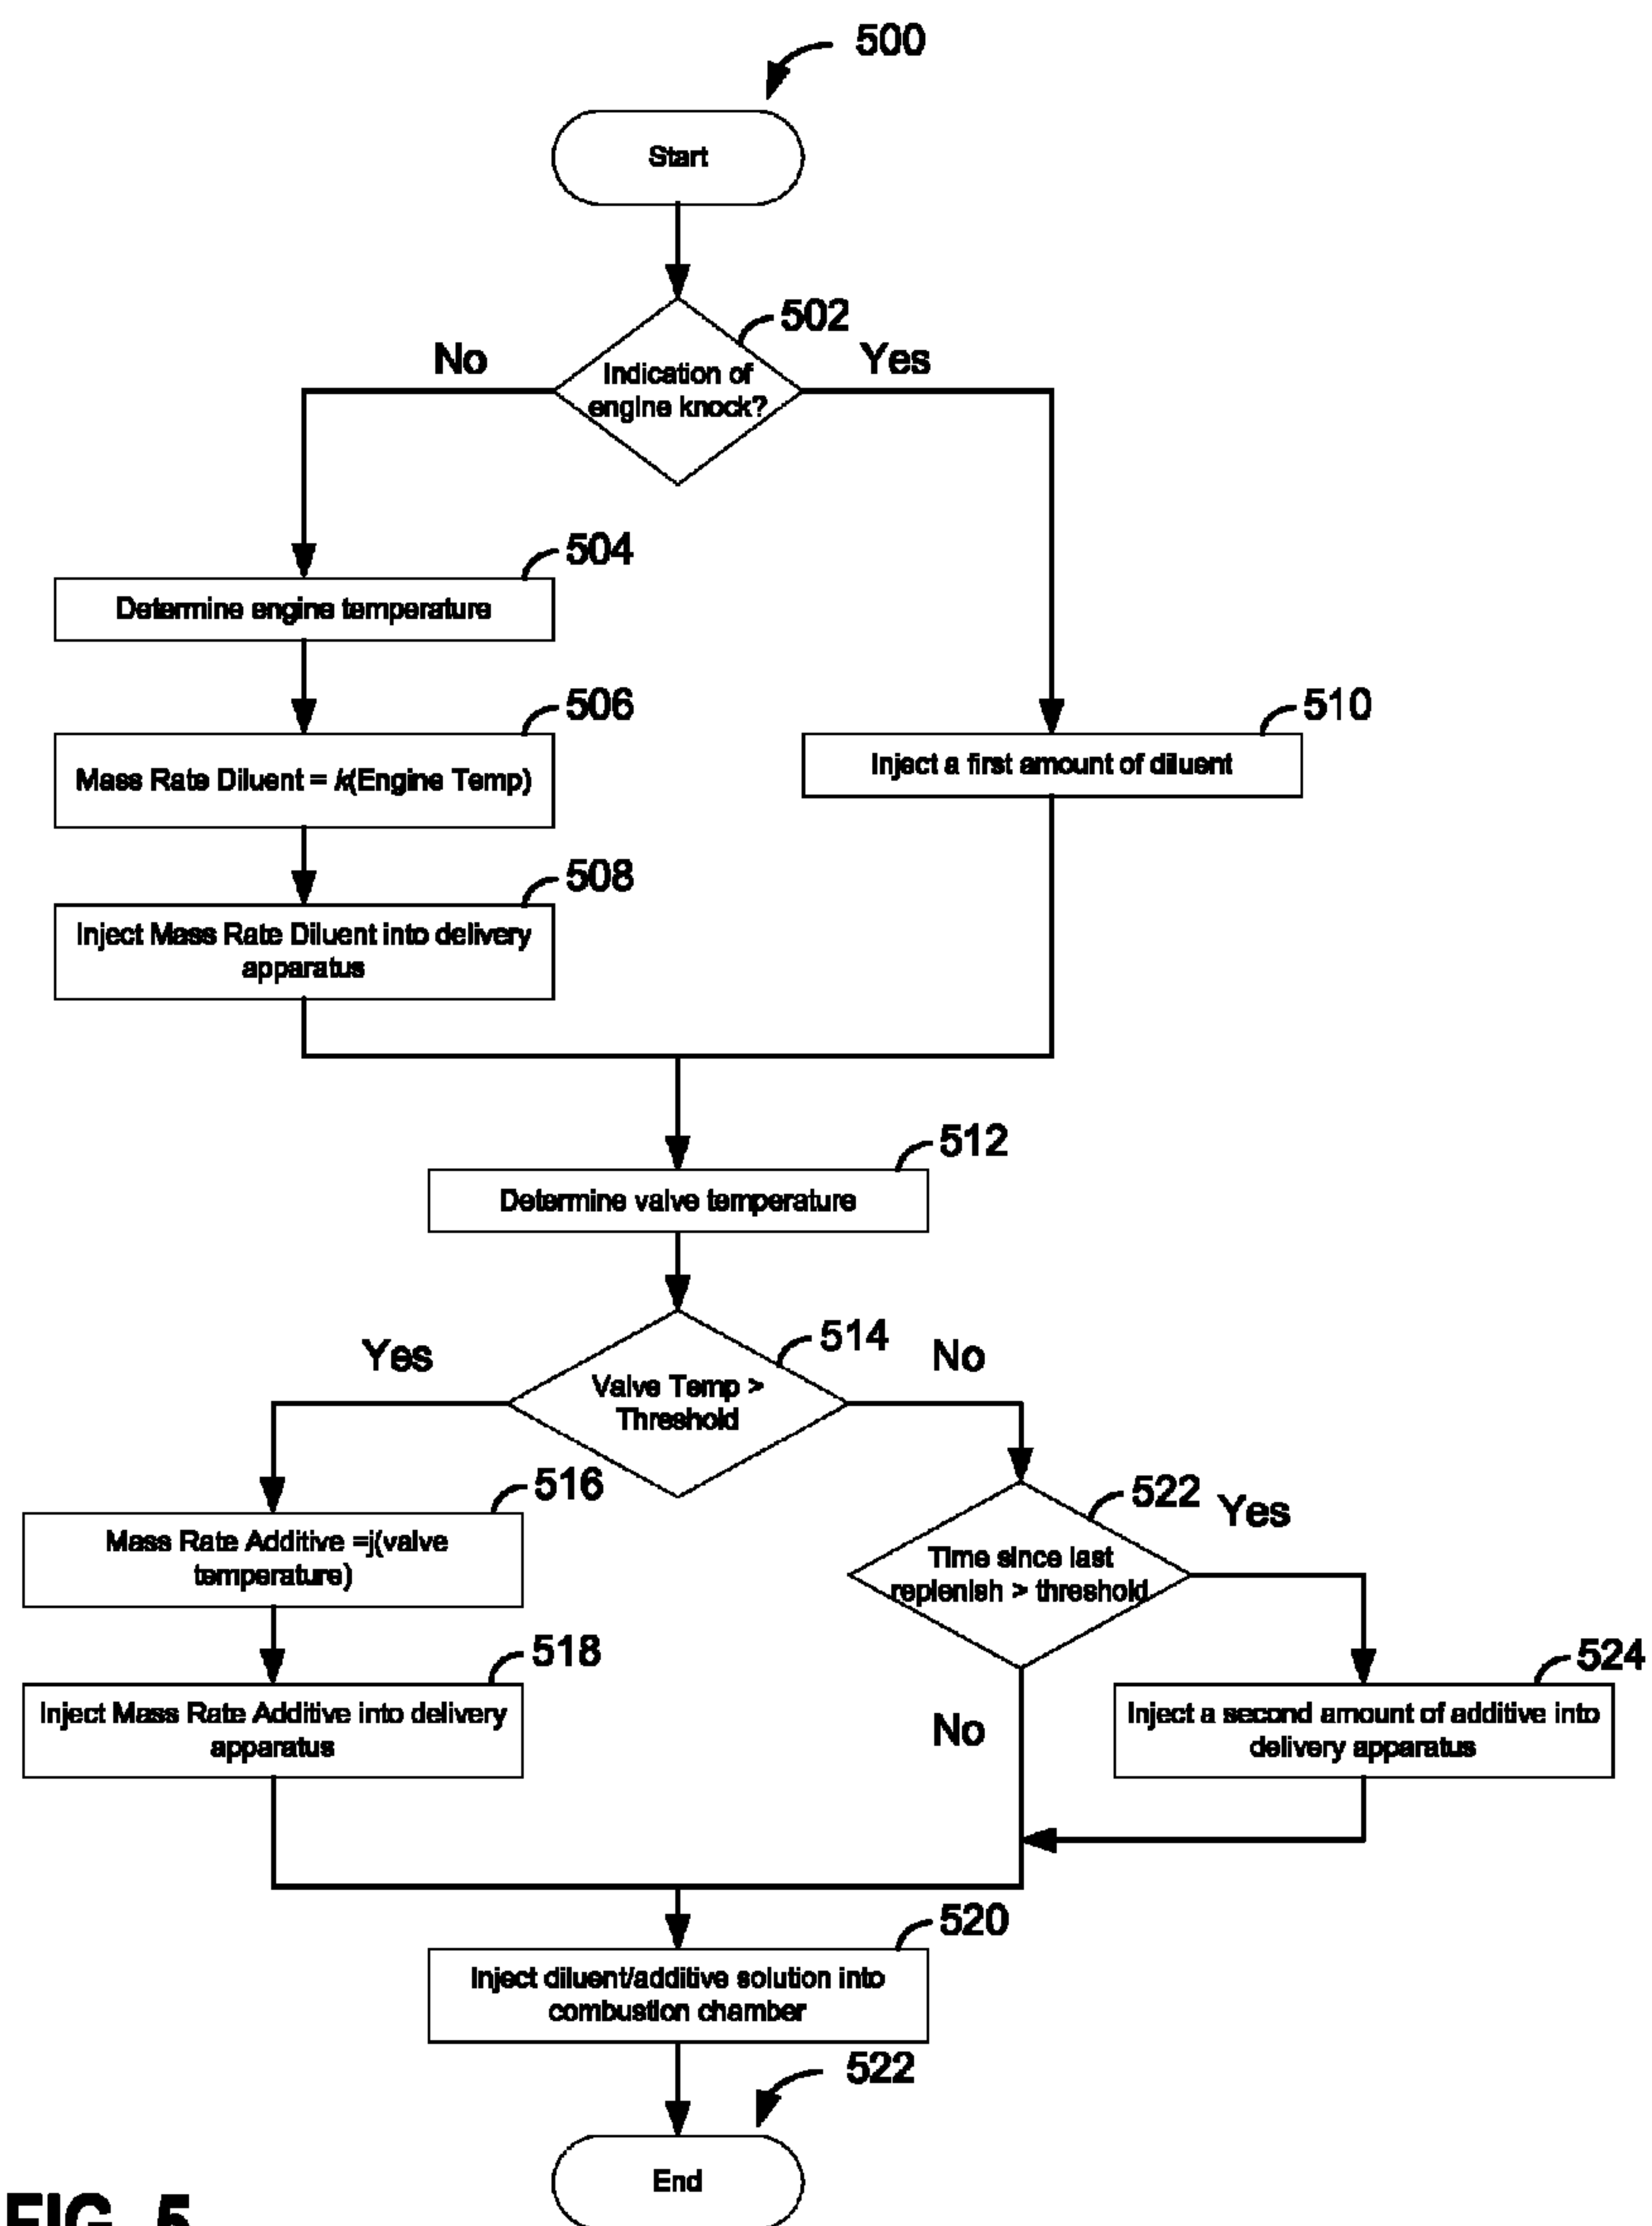 500
Start
502
No
Yes
Indication of
engine knock?
504
Determine engine temperature
506
Mass Rate Diluent = k(Engine Temp)
508
Inject Mass Rate Diluent into delivery
apparatus
510
Inject a first amount of diluent
512
Determine valve temperature
514
Yes
No
Valve Temp >
Threshold
516
Mass Rate Additive =j(valve
temperature)
518
Inject Mass Rate Additive into delivery
apparatus
522
Yes
Time since last
replenish > threshold
No
524
Inject a second amount of additive into
delivery apparatus
520
Inject diluent/additive solution into
combustion chamber
522
End
FIG. 5